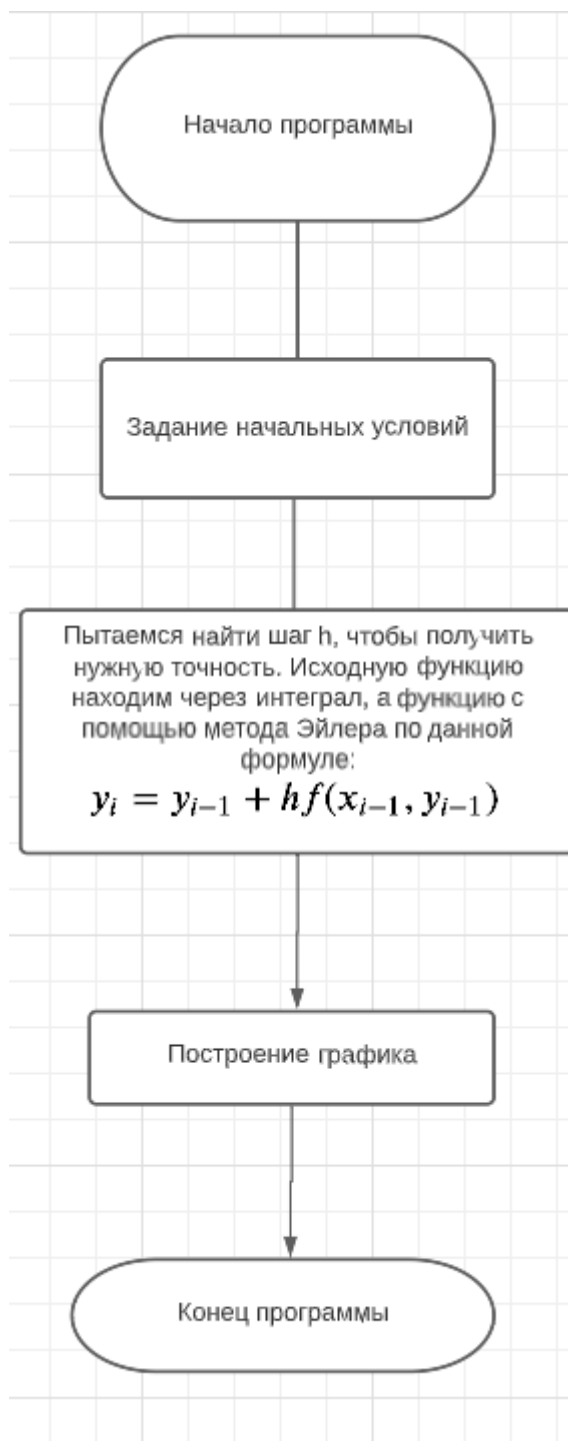 Начало программы
Задание начальных условий
Пытаемся найти шаг h, чтобы получить
нужную точность. Исходную функцию
находим через интеграл, а функцию с
помощью метода Эйлера по данной
формуле:
yᵢ = yᵢ₋₁ + hf(xᵢ₋₁, yᵢ₋₁)
Построение графика
Конец программы